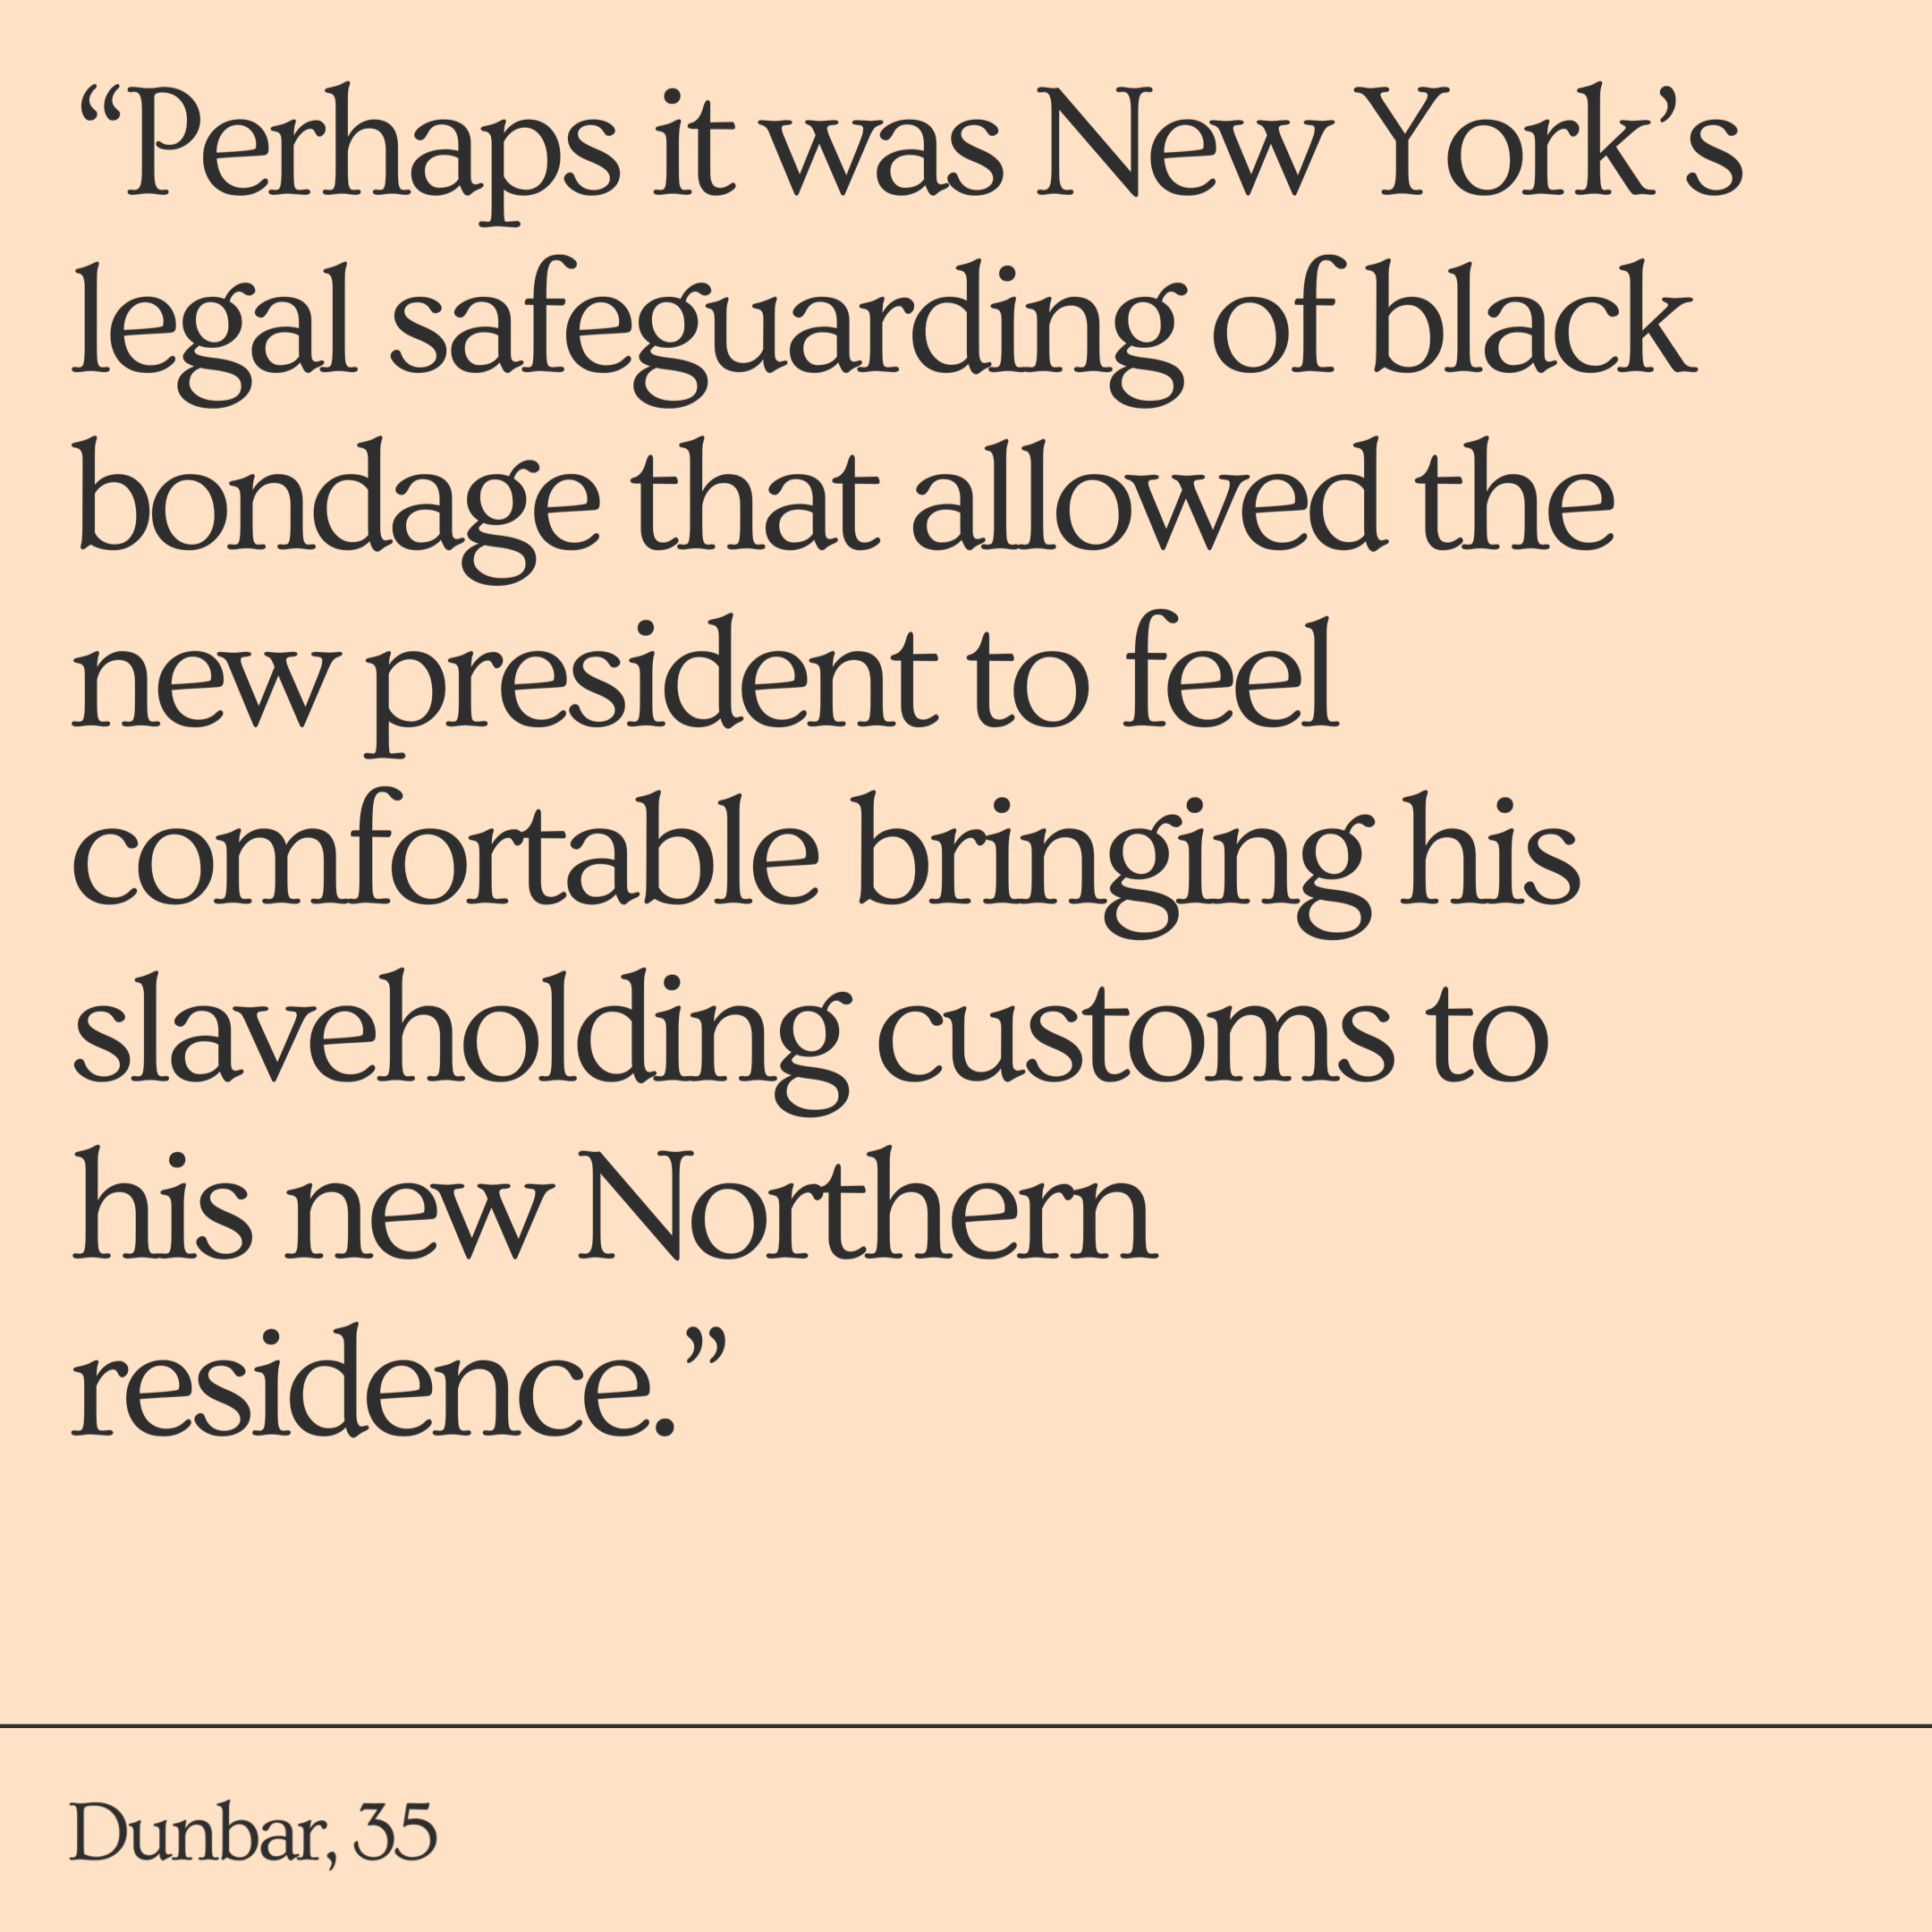 “Perhaps it was New York’s
legal safeguarding of black
bondage that allowed the
new president to feel
comfortable bringing his
slaveholding customs to
his new Northern
residence.”
Dunbar, 35